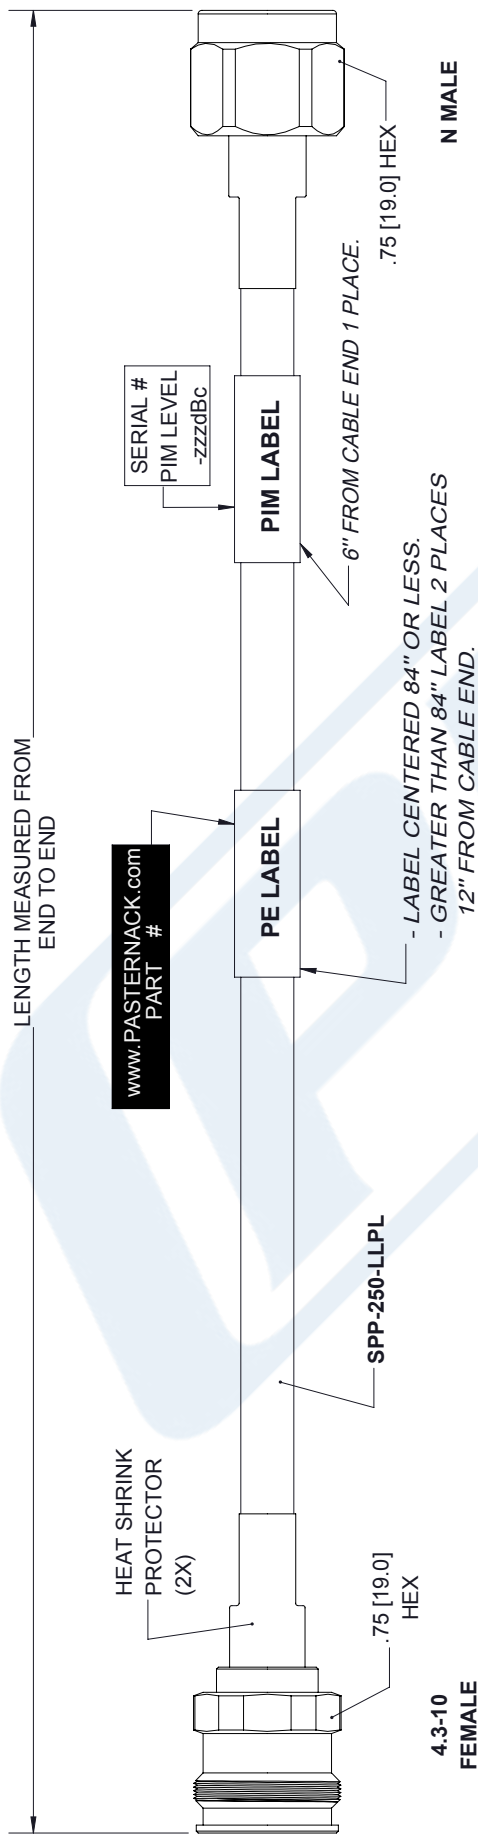 LENGTH MEASURED FROM
END TO END
HEAT SHRINK
PROTECTOR
(2X)
www.PASTERNACK.com
PART #
SERIAL #
PIM LEVEL
-zzzdBc
PE LABEL
PIM LABEL
.75 [19.0]
HEX
SPP-250-LLPL
- LABEL CENTERED 84" OR LESS.
- GREATER THAN 84" LABEL 2 PLACES
12" FROM CABLE END.
6" FROM CABLE END 1 PLACE.
.75 [19.0] HEX
4.3-10
FEMALE
N MALE